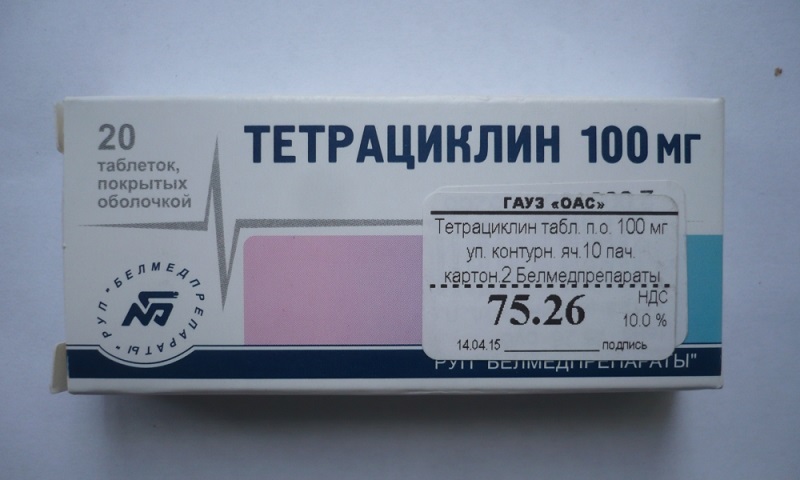 20
таблеток,
покрытых
оболочкой
ТЕТРАЦИКЛИН 100 МГ
РУП • БЕЛМЕДПРЕПАРАТЫ •
ГАУЗ «ОАС»
Тетрациклин табл. п.о. 100 мг
уп. контурн. яч.10 пач.
картон.2 Белмедпрепараты
75.26
НДС
10.0 %
14.04.15 подпись
РУП "БЕЛМЕДПРЕПАРАТЫ"